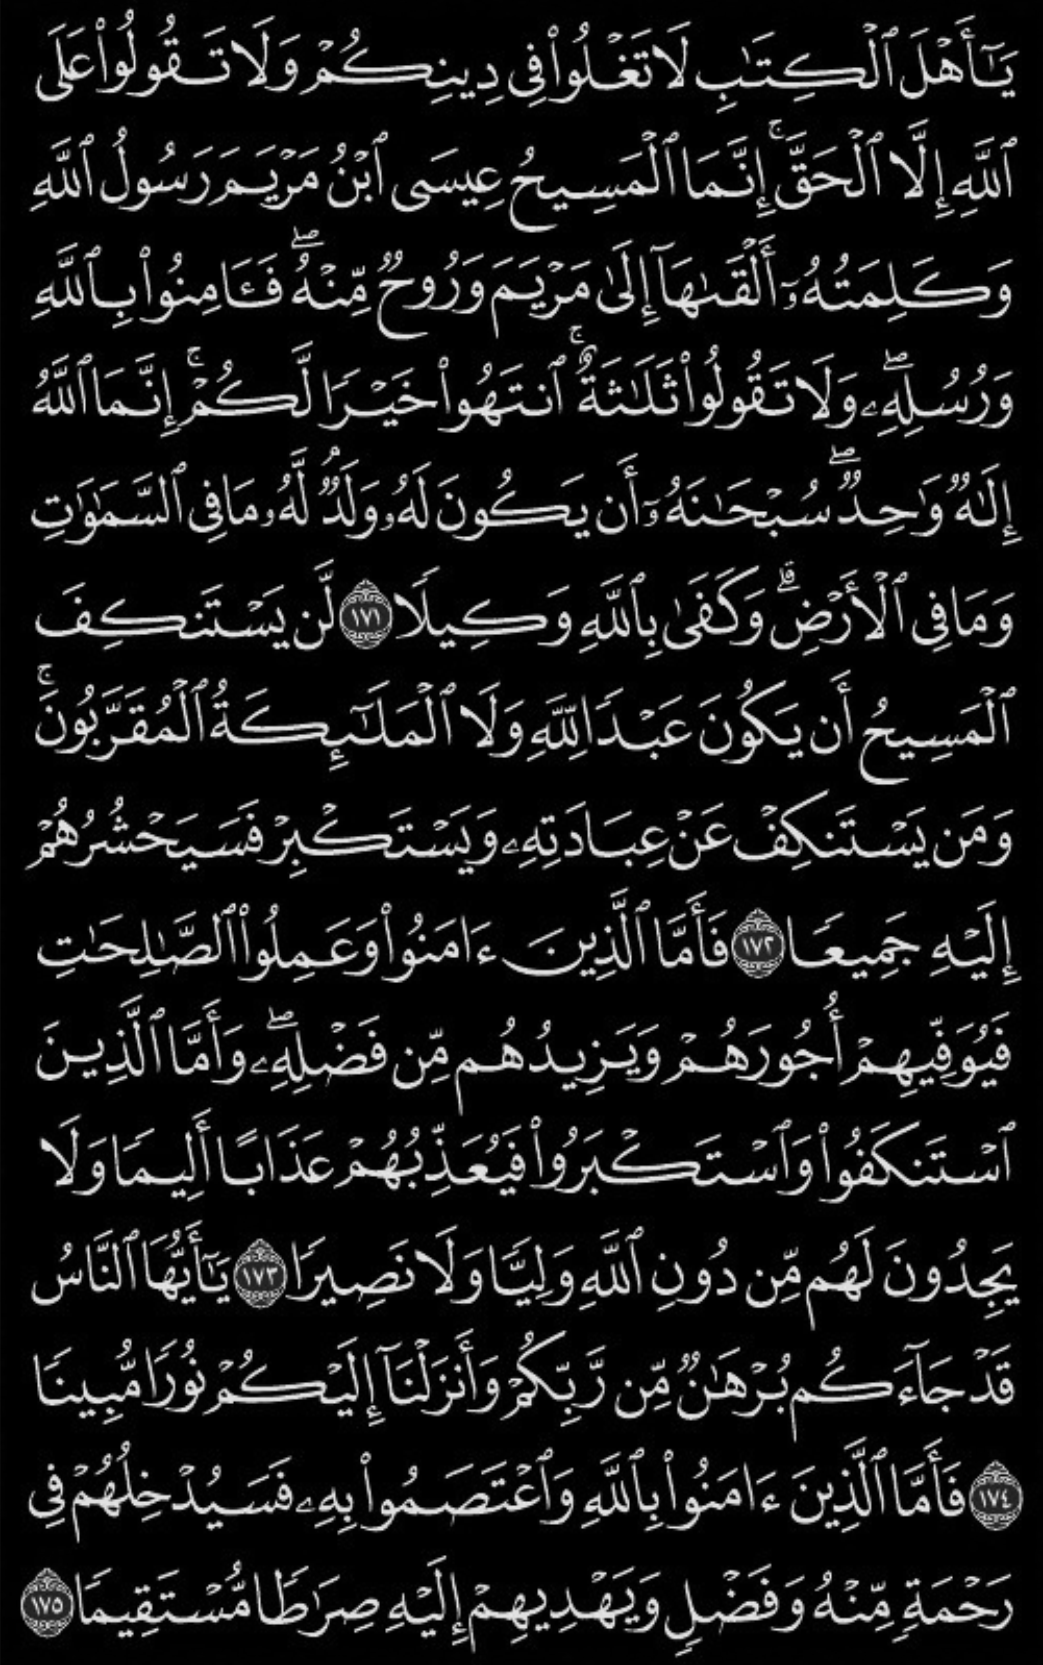 يَـٰٓأَهْلَ ٱلْكِتَـٰبِ لَا تَغْلُوا۟ فِى دِينِكُمْ وَلَا تَقُولُوا۟ عَلَى
ٱللَّهِ إِلَّا ٱلْحَقَّ ۚ إِنَّمَا ٱلْمَسِيحُ عِيسَى ٱبْنُ مَرْيَمَ رَسُولُ ٱللَّهِ
وَكَلِمَتُهُۥٓ أَلْقَىٰهَآ إِلَىٰ مَرْيَمَ وَرُوحٌ مِّنْهُ ۖ فَـَٔامِنُوا۟ بِٱللَّهِ
وَرُسُلِهِۦ ۖ وَلَا تَقُولُوا۟ ثَلَـٰثَةٌ ۚ ٱنتَهُوا۟ خَيْرًا لَّكُمْ ۚ إِنَّمَا ٱللَّهُ
إِلَـٰهٌ وَٰحِدٌ ۖ سُبْحَـٰنَهُۥٓ أَن يَكُونَ لَهُۥ وَلَدٌ ۘ لَّهُۥ مَا فِى ٱلسَّمَـٰوَٰتِ
وَمَا فِى ٱلْأَرْضِ ۗ وَكَفَىٰ بِٱللَّهِ وَكِيلًا ١٧١ لَّن يَسْتَنكِفَ
ٱلْمَسِيحُ أَن يَكُونَ عَبْدًا لِّلَّهِ وَلَا ٱلْمَلَـٰٓئِكَةُ ٱلْمُقَرَّبُونَ ۚ
وَمَن يَسْتَنكِفْ عَنْ عِبَادَتِهِۦ وَيَسْتَكْبِرْ فَسَيَحْشُرُهُمْ
إِلَيْهِ جَمِيعًا ١٧٢ فَأَمَّا ٱلَّذِينَ ءَامَنُوا۟ وَعَمِلُوا۟ ٱلصَّـٰلِحَـٰتِ
فَيُوَفِّيهِمْ أُجُورَهُمْ وَيَزِيدُهُم مِّن فَضْلِهِۦ ۖ وَأَمَّا ٱلَّذِينَ
ٱسْتَنكَفُوا۟ وَٱسْتَكْبَرُوا۟ فَيُعَذِّبُهُمْ عَذَابًا أَلِيمًا وَلَا
يَجِدُونَ لَهُم مِّن دُونِ ٱللَّهِ وَلِيًّا وَلَا نَصِيرًا ١٧٣ يَـٰٓأَيُّهَا ٱلنَّاسُ
قَدْ جَآءَكُم بُرْهَـٰنٌ مِّن رَّبِّكُمْ وَأَنزَلْنَآ إِلَيْكُمْ نُورًا مُّبِينًا
١٧٤ فَأَمَّا ٱلَّذِينَ ءَامَنُوا۟ بِٱللَّهِ وَٱعْتَصَمُوا۟ بِهِۦ فَسَيُدْخِلُهُمْ فِى
رَحْمَةٍ مِّنْهُ وَفَضْلٍ وَيَهْدِيهِمْ إِلَيْهِ صِرَٰطًا مُّسْتَقِيمًا ١٧٥